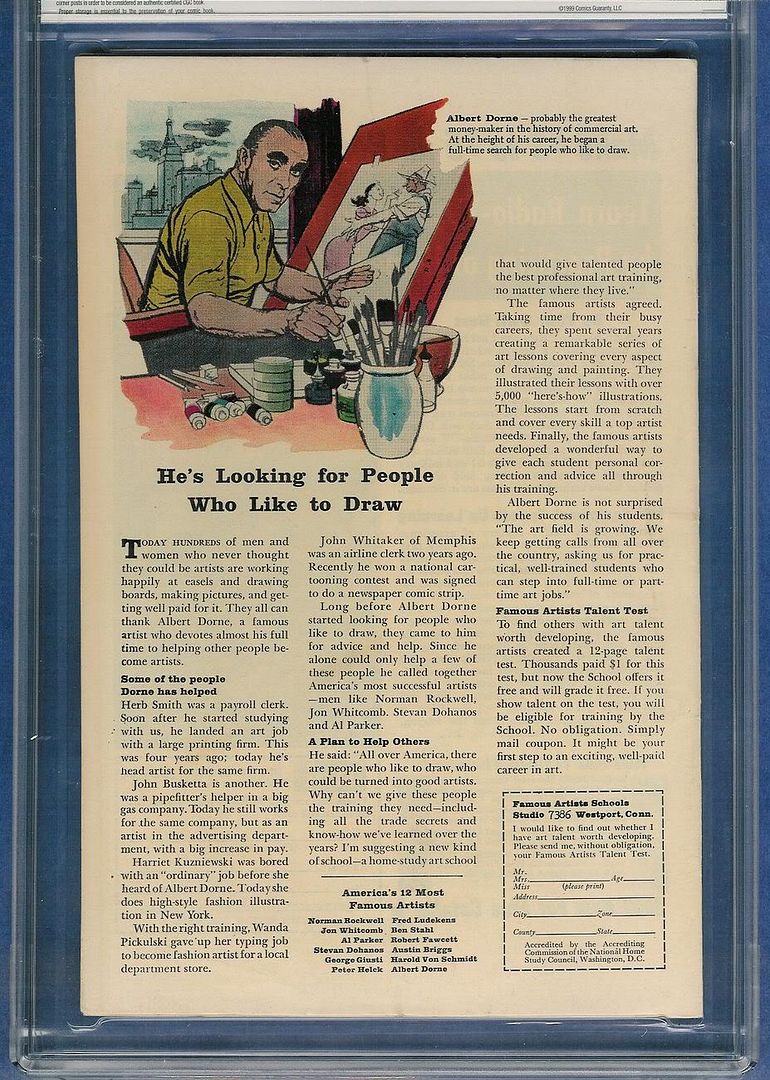 corner posts in order to be considered an authentic certified CGC book.
Proper storage is essential to the preservation of your comic book.
©1999 Comics Guaranty, LLC
Albert Dorne — probably the greatest
money-maker in the history of commercial art.
At the height of his career, he began a
full-time search for people who like to draw.
He's Looking for People
Who Like to Draw
TODAY HUNDREDS of men and
women who never thought
they could be artists are working
happily at easels and drawing
boards, making pictures, and get-
ting well paid for it. They all can
thank Albert Dorne, a famous
artist who devotes almost his full
time to helping other people be-
come artists.
Some of the people
Dorne has helped
Herb Smith was a payroll clerk.
Soon after he started studying
with us, he landed an art job
with a large printing firm. This
was four years ago; today he's
head artist for the same firm.
John Busketta is another. He
was a pipefitter's helper in a big
gas company. Today he still works
for the same company, but as an
artist in the advertising depart-
ment, with a big increase in pay.
Harriet Kuzniewski was bored
with an "ordinary" job before she
heard of Albert Dorne. Today she
does high-style fashion illustra-
tion in New York.
With the right training, Wanda
Pickulski gave up her typing job
to become fashion artist for a local
department store.
John Whitaker of Memphis
was an airline clerk two years ago.
Recently he won a national car-
tooning contest and was signed
to do a newspaper comic strip.
Long before Albert Dorne
started looking for people who
like to draw, they came to him
for advice and help. Since he
alone could only help a few of
these people he called together
America's most successful artists
—men like Norman Rockwell,
Jon Whitcomb. Stevan Dohanos
and Al Parker.
A Plan to Help Others
He said: "All over America, there
are people who like to draw, who
could be turned into good artists.
Why can't we give these people
the training they need—includ-
ing all the trade secrets and
know-how we've learned over the
years? I'm suggesting a new kind
of school—a home-study art school
America's 12 Most
Famous Artists
Norman Rockwell Fred Ludekens
Jon Whitcomb Ben Stahl
Al Parker Robert Fawcett
Stevan Dohanos Austin Briggs
George Giusti Harold Von Schmidt
Peter Helck Albert Dorne
that would give talented people
the best professional art training,
no matter where they live."
The famous artists agreed.
Taking time from their busy
careers, they spent several years
creating a remarkable series of
art lessons covering every aspect
of drawing and painting. They
illustrated their lessons with over
5,000 "here's-how" illustrations.
The lessons start from scratch
and cover every skill a top artist
needs. Finally, the famous artists
developed a wonderful way to
give each student personal cor-
rection and advice all through
his training.
Albert Dorne is not surprised
by the success of his students.
"The art field is growing. We
keep getting calls from all over
the country, asking us for prac-
tical, well-trained students who
can step into full-time or part-
time art jobs."
Famous Artists Talent Test
To find others with art talent
worth developing, the famous
artists created a 12-page talent
test. Thousands paid $1 for this
test, but now the School offers it
free and will grade it free. If you
show talent on the test, you will
be eligible for training by the
School. No obligation. Simply
mail coupon. It might be your
first step to an exciting, well-paid
career in art.
Famous Artists Schools
Studio 7386 Westport, Conn.
I would like to find out whether I
have art talent worth developing.
Please send me, without obligation,
your Famous Artists Talent Test.
Mr.
Mrs. Age
Miss (please print)
Address
City Zone
County State
Accredited by the Accrediting
Commission of the National Home
Study Council, Washington, D.C.